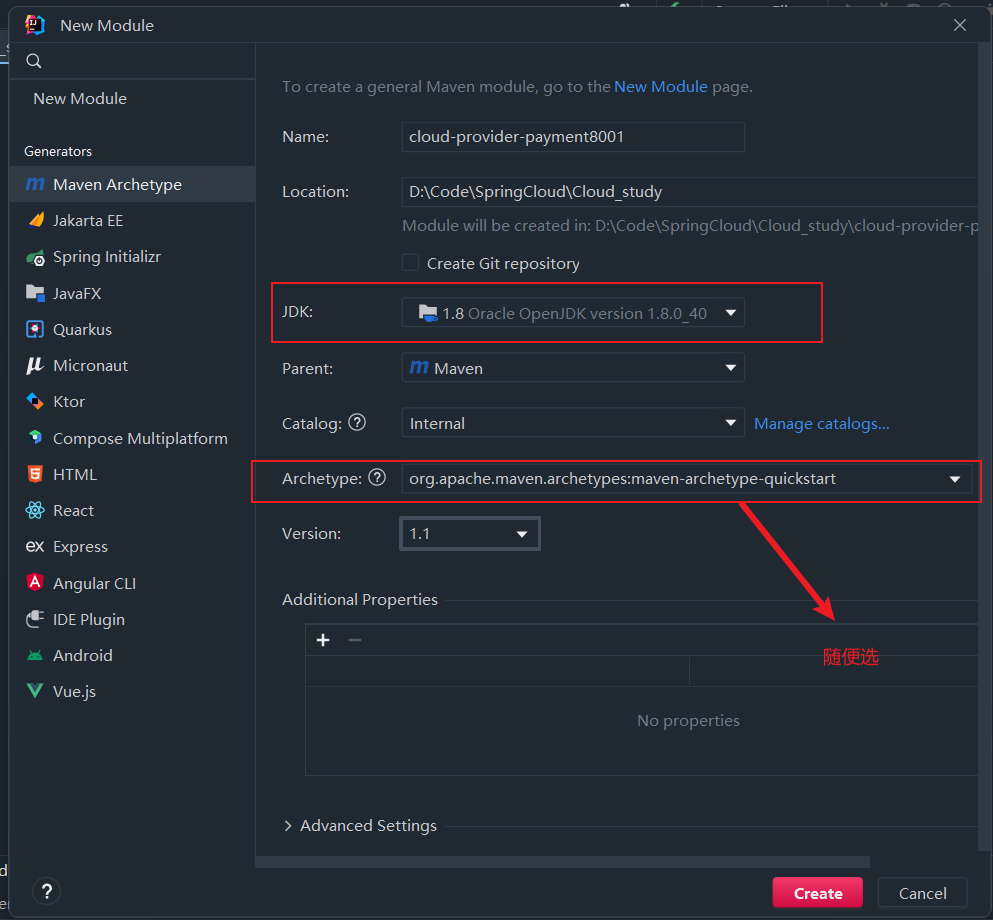 New Module
New Module
Generators
Maven Archetype
Jakarta EE
Spring Initializr
JavaFX
Quarkus
Micronaut
Ktor
Compose Multiplatform
HTML
React
Express
Angular CLI
IDE Plugin
Android
Vue.js
To create a general Maven module, go to the New Module page.
Name: cloud-provider-payment8001
Location: D:\Code\SpringCloud\Cloud_study
Module will be created in: D:\Code\SpringCloud\Cloud_study\cloud-provider-p
Create Git repository
JDK: 1.8 Oracle OpenJDK version 1.8.0_40
Parent: Maven
Catalog: Internal Manage catalogs...
Archetype: org.apache.maven.archetypes:maven-archetype-quickstart
Version: 1.1
Additional Properties
随便选
No properties
Advanced Settings
Create Cancel